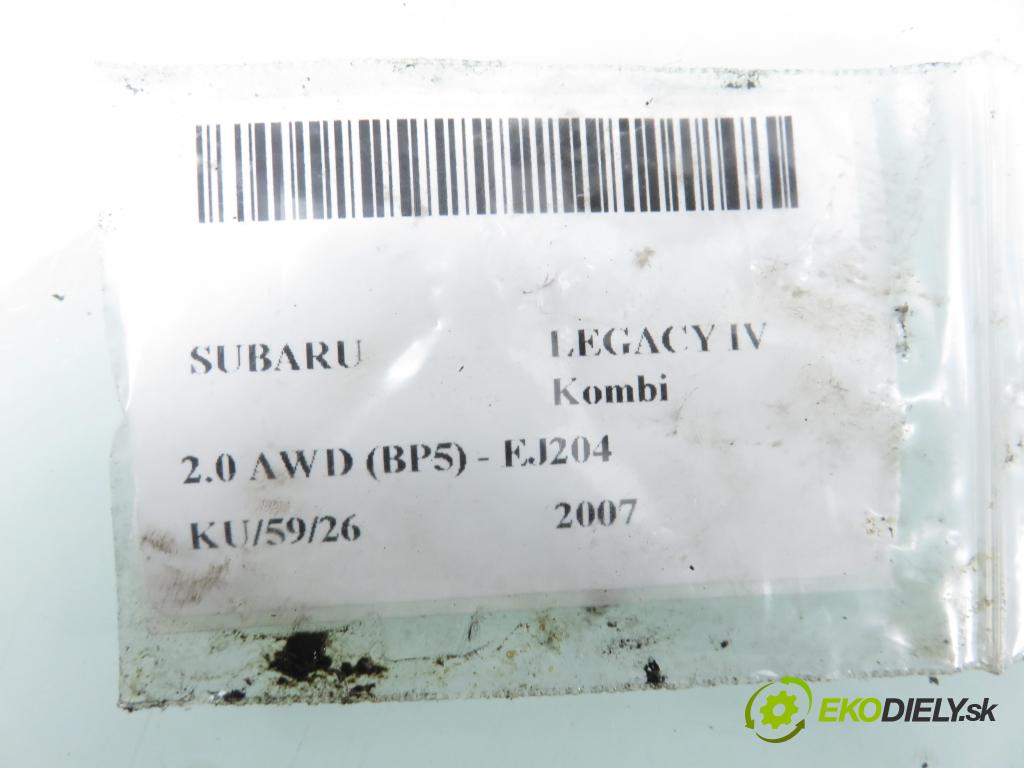 SUBARU LEGACY IV
Kombi
2.0 AWD (BP5) - EJ204
KU/59/26 2007
EKODIELY.sk